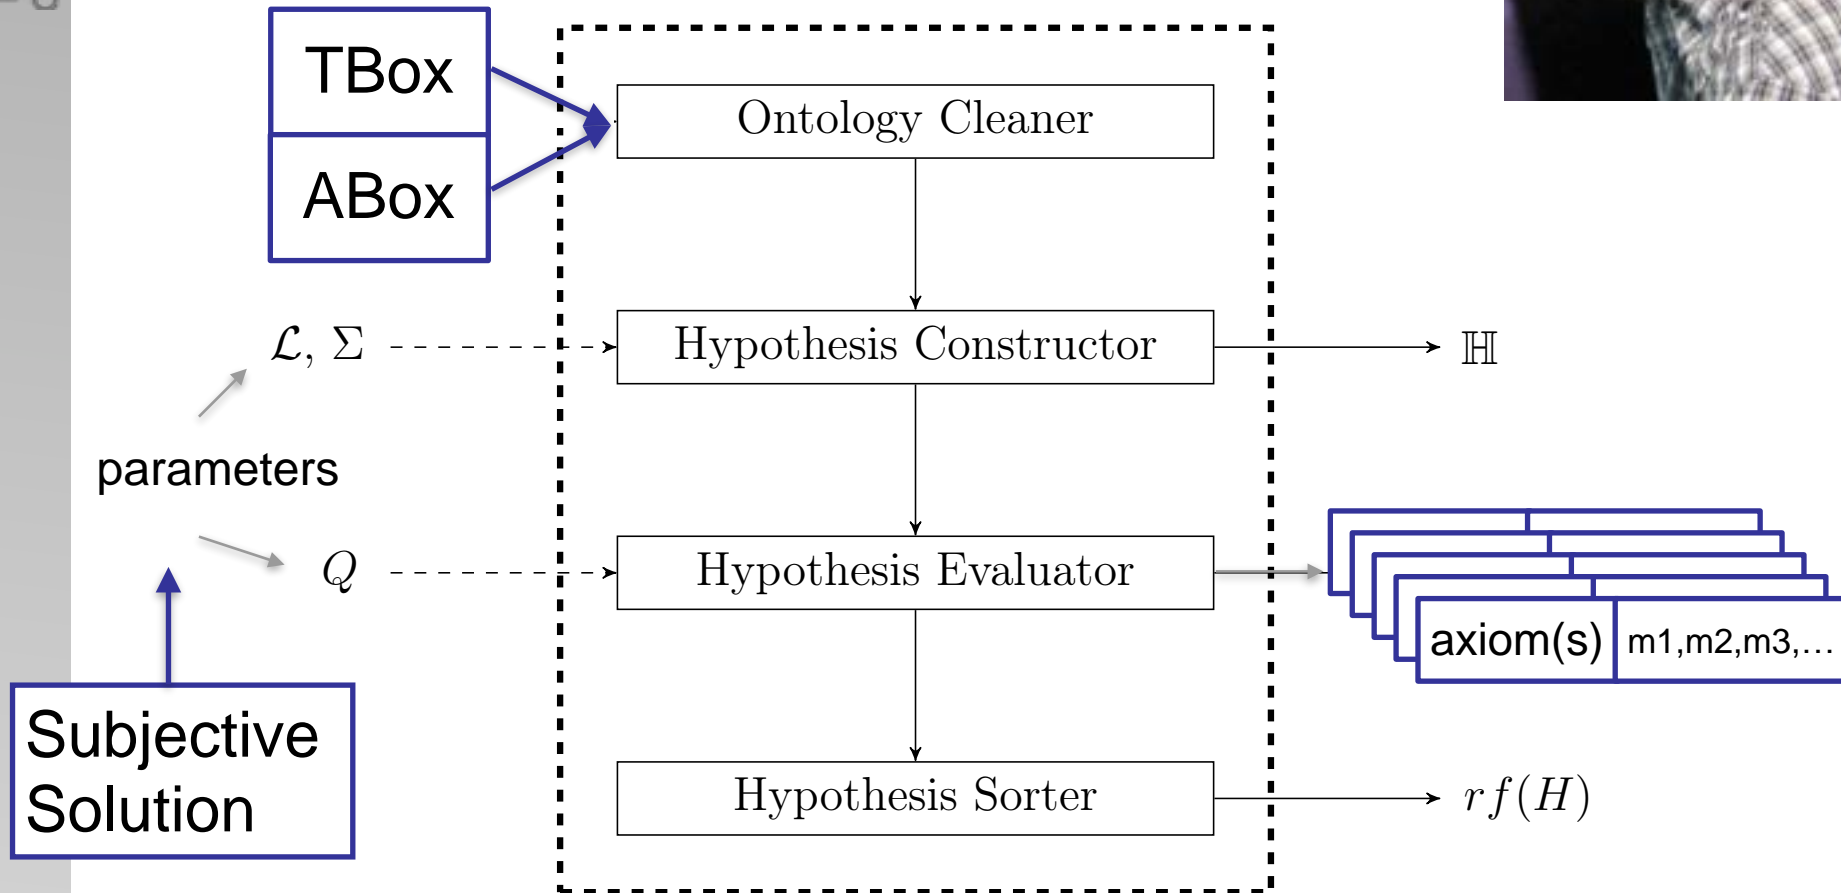 TBox
Ontology Cleaner
ABox
ℒ, Σ
Hypothesis Constructor
ℍ
parameters
Q
Hypothesis Evaluator
axiom(s)
m1,m2,m3,...
Subjective
Solution
Hypothesis Sorter
rf(H)